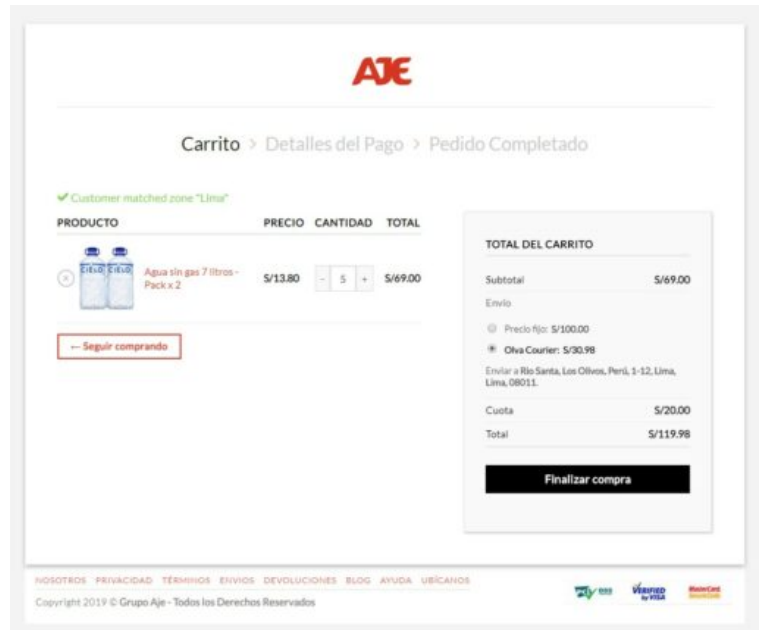 AJE
Carrito > Detalles del Pago > Pedido Completado
Customer matched zone "Lima"
PRODUCTO PRECIO CANTIDAD TOTAL
CIELO CIELO
Agua sin gas 7 litros -
Pack x 2
S/13.80 - 5 + S/69.00
← Seguir comprando
TOTAL DEL CARRITO
Subtotal S/69.00
Envío
Precio fijo: S/100.00
Olva Courier: S/30.98
Enviar a Rio Santa, Los Olivos, Perú, 1-12, Lima,
Lima, 08011.
Cuota S/20.00
Total S/119.98
Finalizar compra
NOSOTROS PRIVACIDAD TÉRMINOS ENVIOS DEVOLUCIONES BLOG AYUDA UBÍCANOS
Copyright 2019 © Grupo Aje - Todos los Derechos Reservados
VERIFIED
by VISA
MasterCard